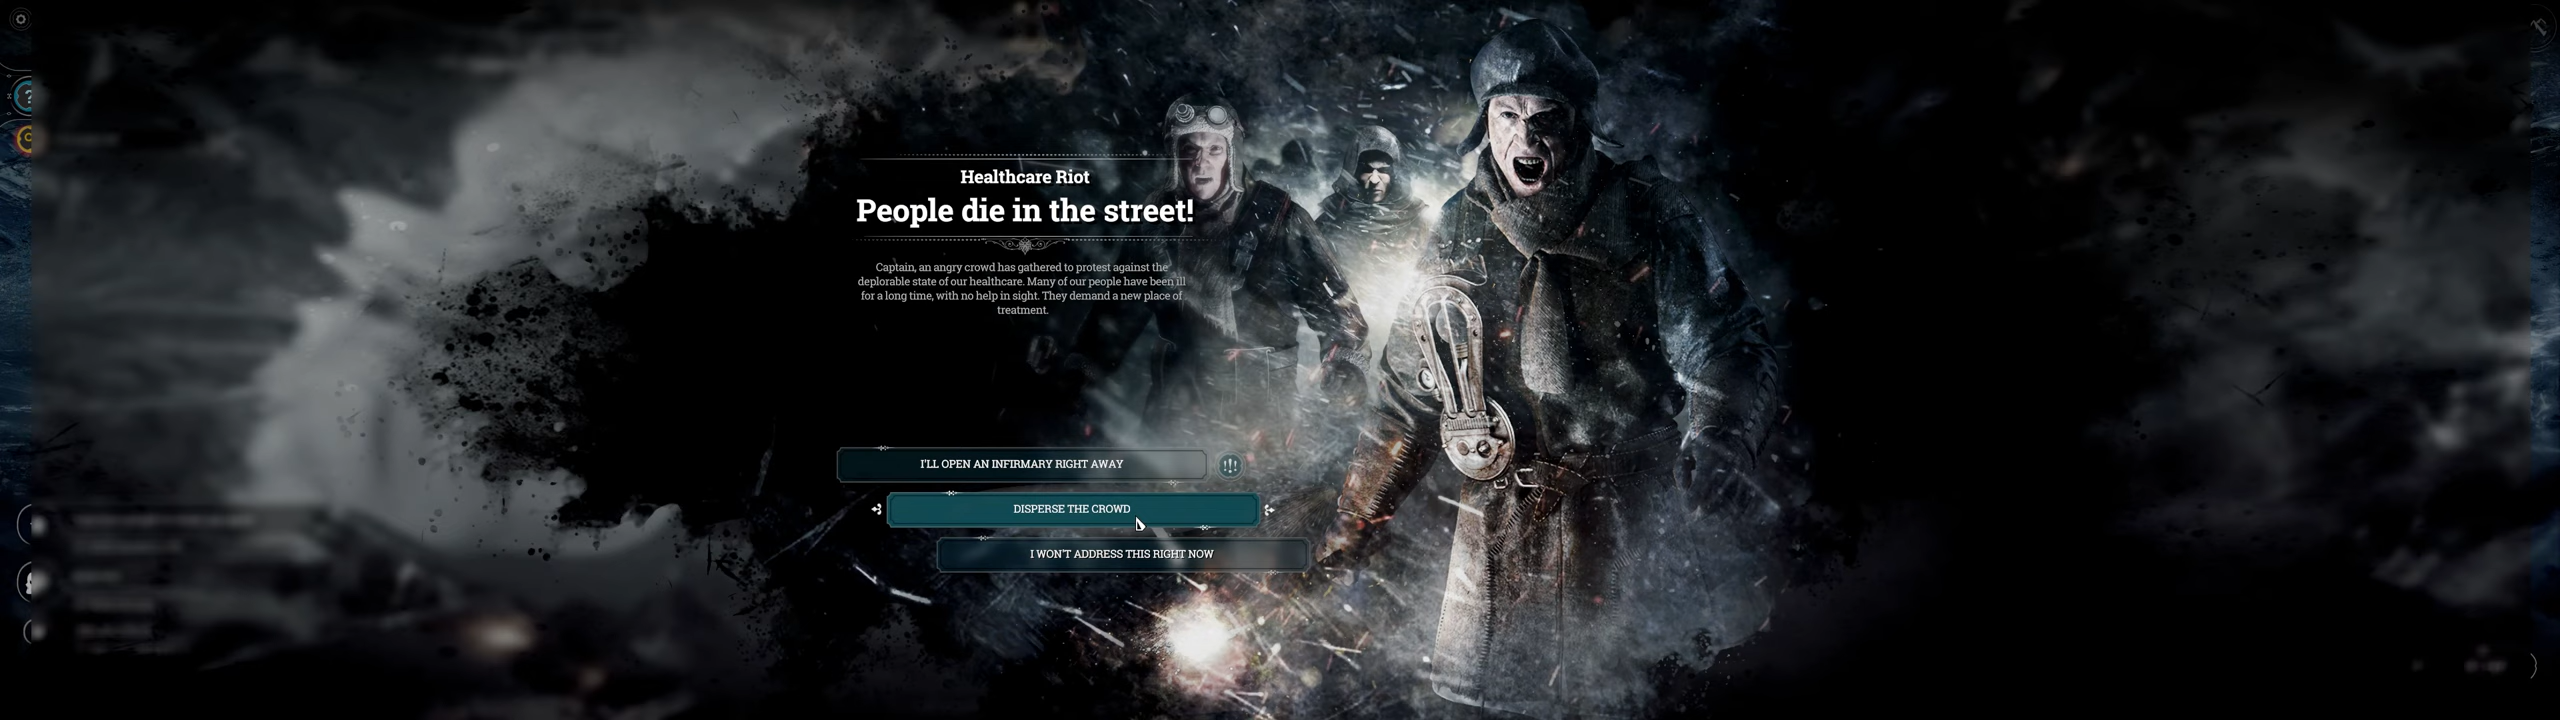 Healthcare Riot
People die in the street!
Captain, an angry crowd has gathered to protest against the
deplorable state of our healthcare. Many of our people have been ill
for a long time, with no help in sight. They demand a new place of
treatment.
I'LL OPEN AN INFIRMARY RIGHT AWAY
DISPERSE THE CROWD
I WON'T ADDRESS THIS RIGHT NOW